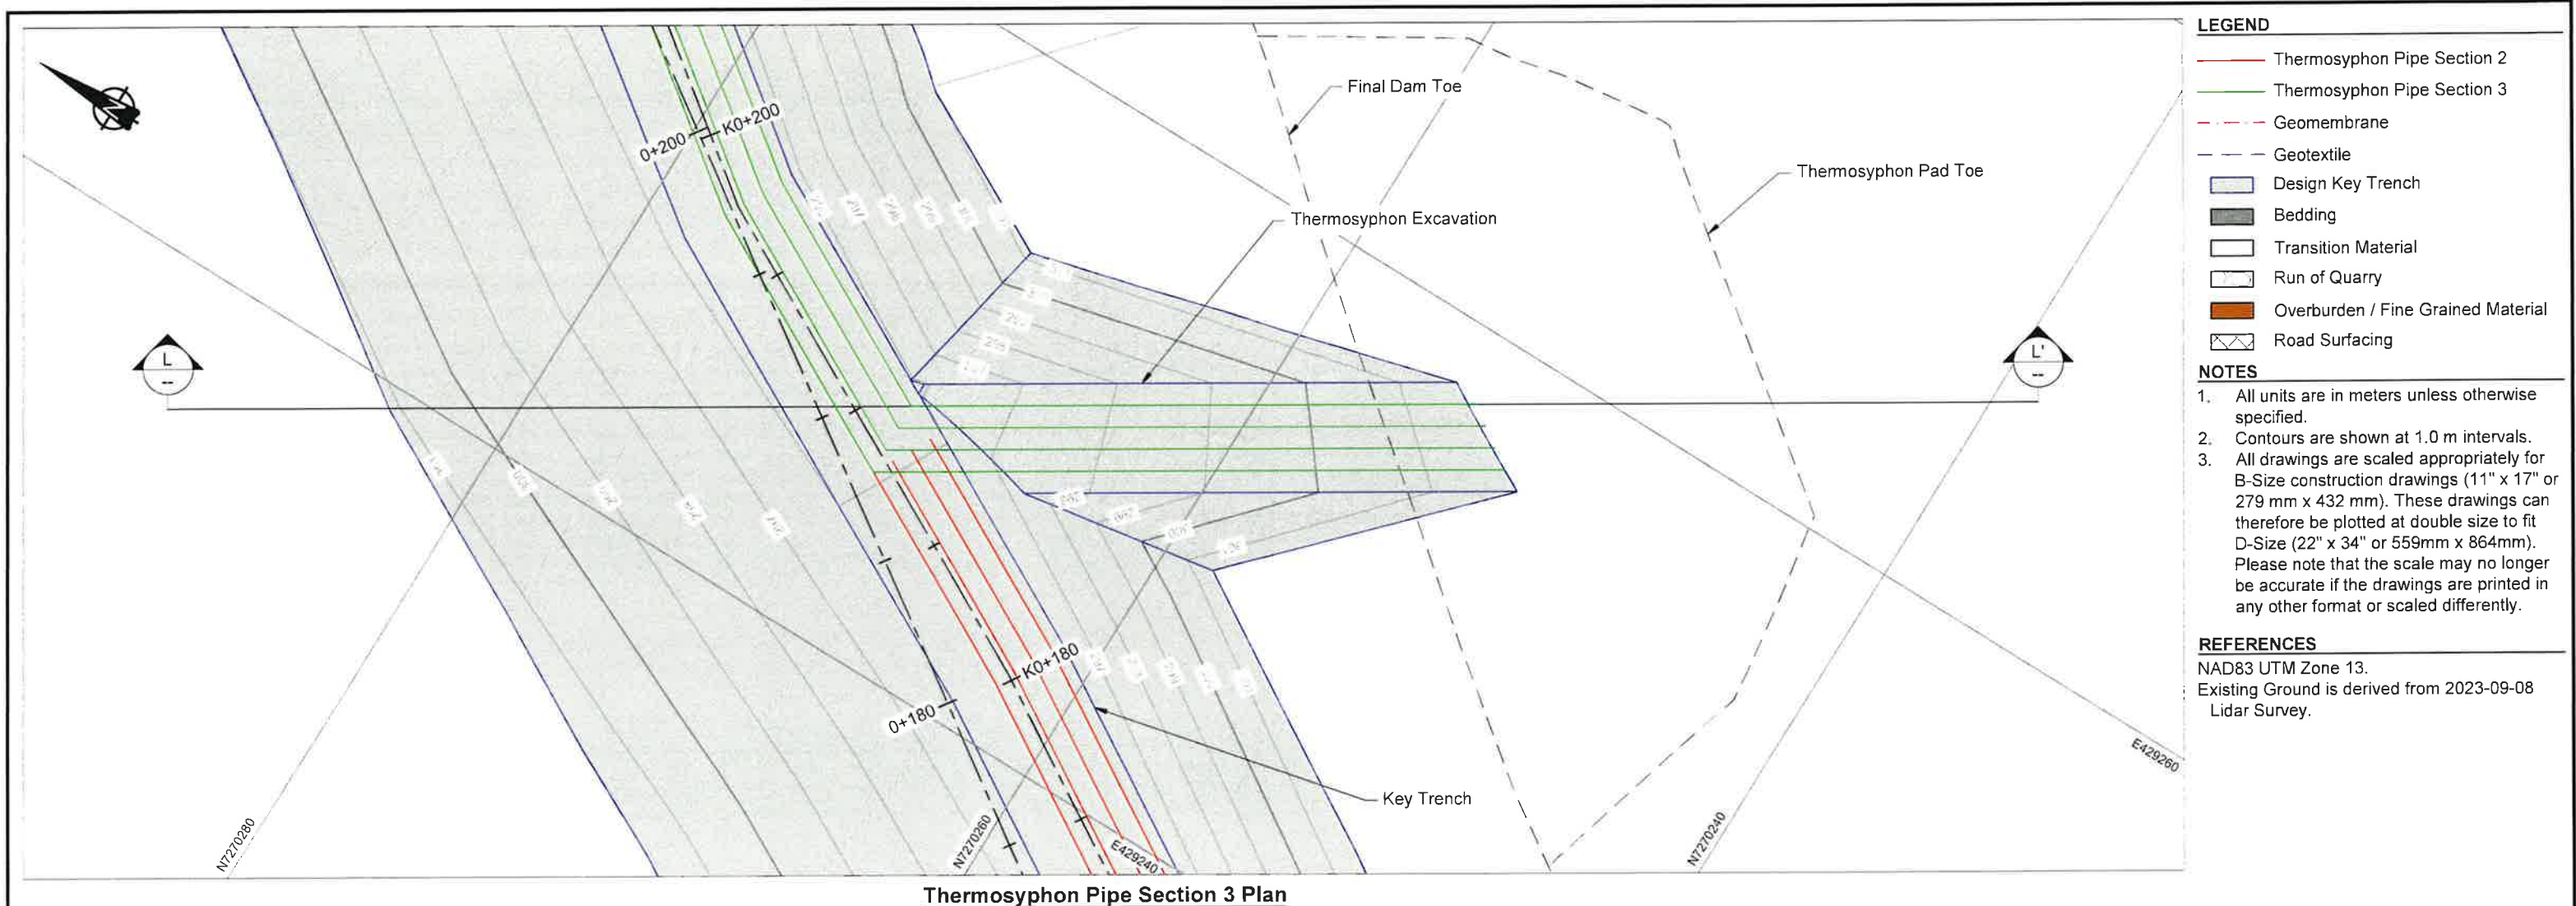 LEGEND
Thermosyphon Pipe Section 2
Thermosyphon Pipe Section 3
Geomembrane
Geotextile
Design Key Trench
Bedding
Transition Material
Run of Quarry
Overburden / Fine Grained Material
Road Surfacing
NOTES
1. All units are in meters unless otherwise
specified.
2. Contours are shown at 1.0 m intervals.
3. All drawings are scaled appropriately for
B-Size construction drawings (11" x 17" or
279 mm x 432 mm). These drawings can
therefore be plotted at double size to fit
D-Size (22" x 34" or 559mm x 864mm).
Please note that the scale may no longer
be accurate if the drawings are printed in
any other format or scaled differently.
REFERENCES
NAD83 UTM Zone 13.
Existing Ground is derived from 2023-09-08
Lidar Survey.
N
Final Dam Toe
K0+200
0+200
Thermosyphon Pad Toe
Thermosyphon Excavation
L
--
L'
--
K0+180
0+180
Key Trench
E429260
N7270280
N7270260
E429240
N7270240
Thermosyphon Pipe Section 3 Plan